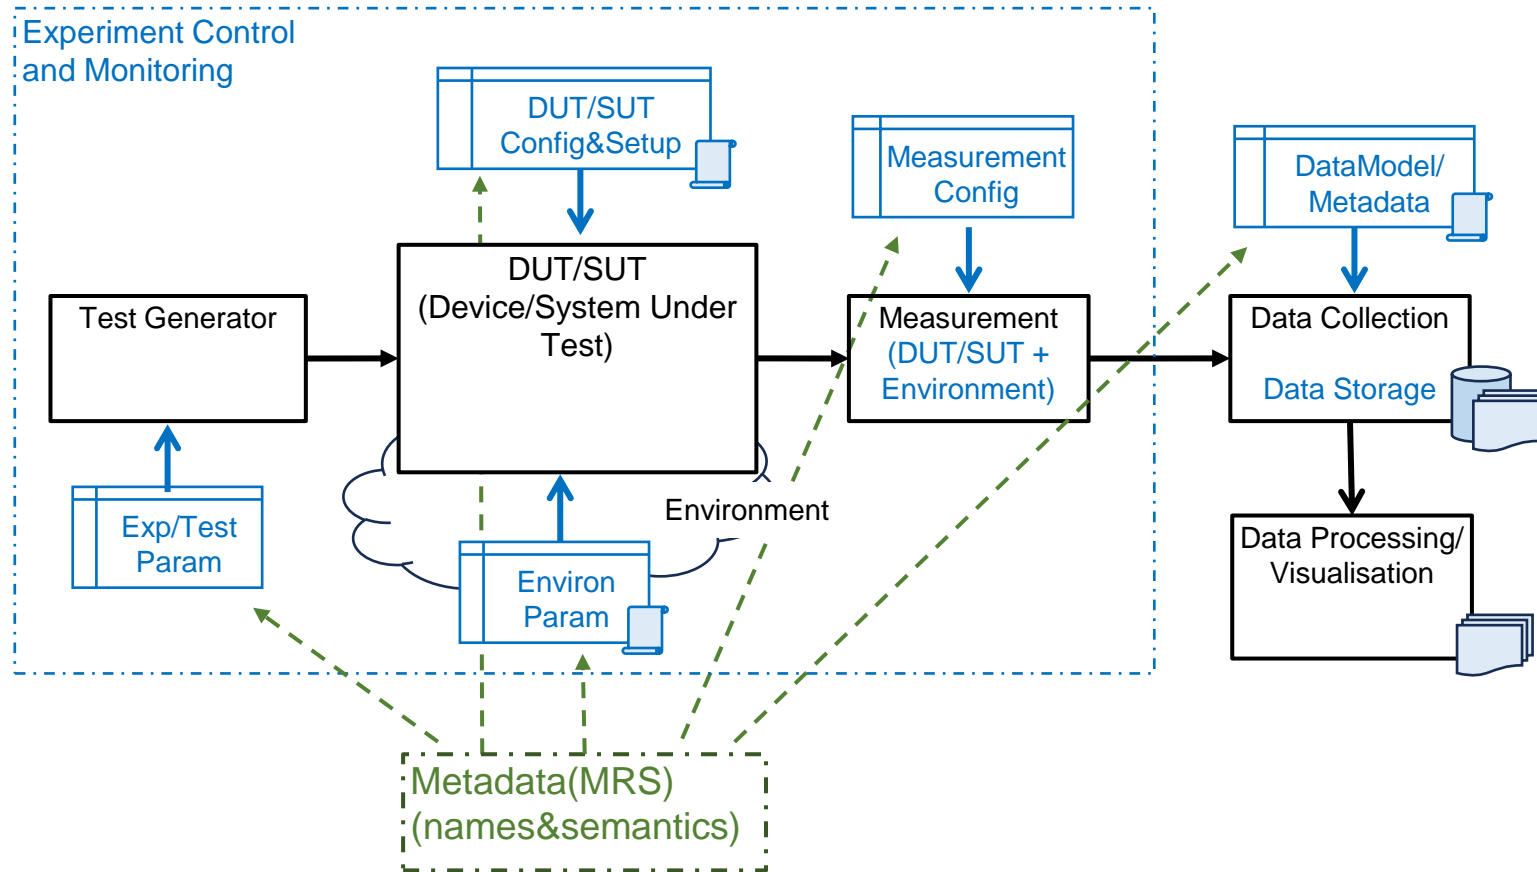 Experiment Control
and Monitoring
DUT/SUT
Config&Setup
Measurement
Config
DataModel/
Metadata
Test Generator
DUT/SUT
(Device/System Under
Test)
Measurement
(DUT/SUT +
Environment)
Data Collection
Data Storage
Exp/Test
Param
Environment
Environ
Param
Data Processing/
Visualisation
Metadata(MRS)
(names&semantics)